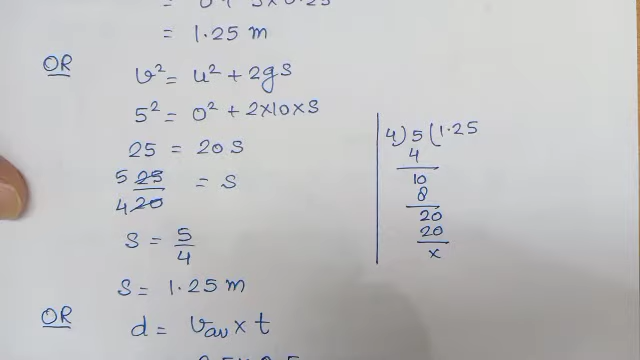 = 1.25 m
OR
v² = u² + 2gs
5² = 0² + 2×10×s
25 = 20 s
5 25 / 4 20 = s
s = 5/4
s = 1.25 m
OR
d = Vav × t
4) 5 ( 1.25
4
10
8
20
20
x